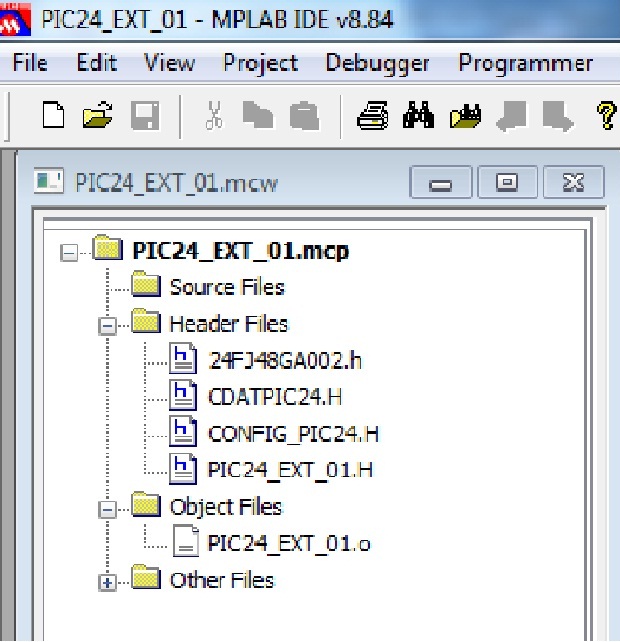 PIC24_EXT_01 - MPLAB IDE v8.84
File Edit View Project Debugger Programmer
PIC24_EXT_01.mcw
PIC24_EXT_01.mcp
Source Files
Header Files
24FJ48GA002.h
CDATPIC24.H
CONFIG_PIC24.H
PIC24_EXT_01.H
Object Files
PIC24_EXT_01.o
Other Files